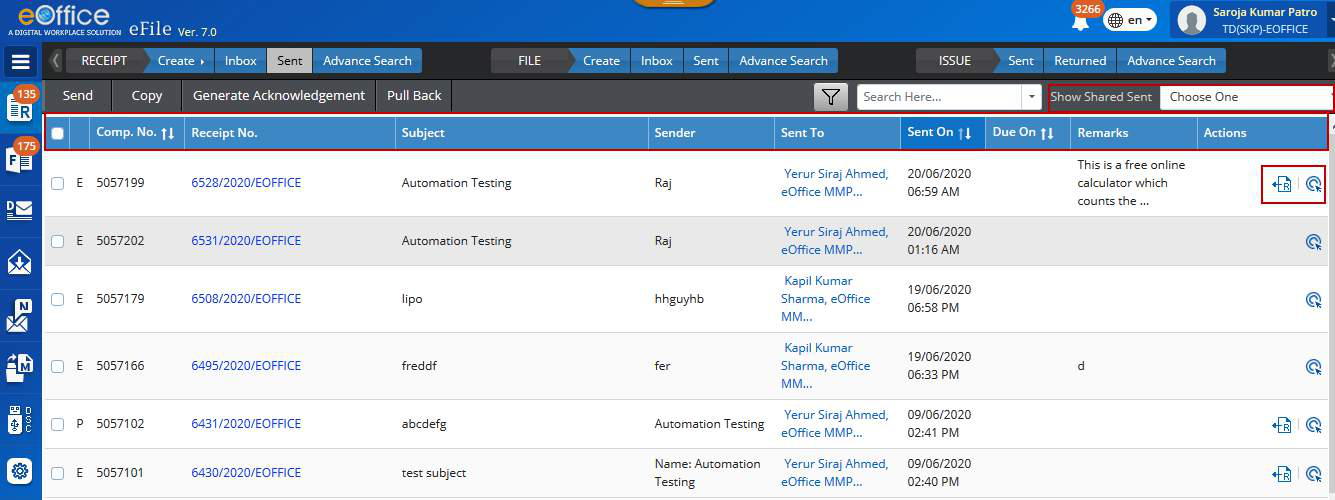 eOffice
A DIGITAL WORKPLACE SOLUTION
eFile Ver. 7.0
3266
en
Saroja Kumar Patro
TD(SKP)-EOFFICE
RECEIPT Create Inbox Sent Advance Search FILE Create Inbox Sent Advance Search ISSUE Sent Returned Advance Search
135
R
175
F
D
N
M
DSC
Send Copy Generate Acknowledgement Pull Back Search Here... Show Shared Sent Choose One
Comp. No. Receipt No. Subject Sender Sent To Sent On Due On Remarks Actions
E 5057199 6528/2020/EOFFICE Automation Testing Raj Yerur Siraj Ahmed, 20/06/2020 This is a free online
eOffice MMP... 06:59 AM calculator which
counts the ...
R
E 5057202 6531/2020/EOFFICE Automation Testing Raj Yerur Siraj Ahmed, 20/06/2020
eOffice MMP... 01:16 AM
E 5057179 6508/2020/EOFFICE lipo hhguyhb Kapil Kumar 19/06/2020
Sharma, eOffice 06:58 PM
MM...
E 5057166 6495/2020/EOFFICE freddf fer Kapil Kumar 19/06/2020 d
Sharma, eOffice 06:33 PM
MM...
P 5057102 6431/2020/EOFFICE abcdefg Automation Testing Yerur Siraj Ahmed, 09/06/2020
eOffice MMP... 02:41 PM
R
E 5057101 6430/2020/EOFFICE test subject Name: Automation Yerur Siraj Ahmed, 09/06/2020
Testing eOffice MMP... 02:40 PM
R